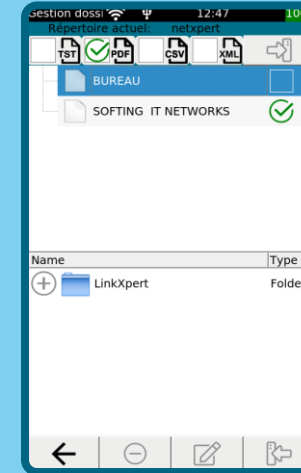 Gestion dossi 12:47 10
Répertoire actuel: netxpert
TST PDF CSV XML
BUREAU
SOFTING IT NETWORKS
Name Type
LinkXpert Folde